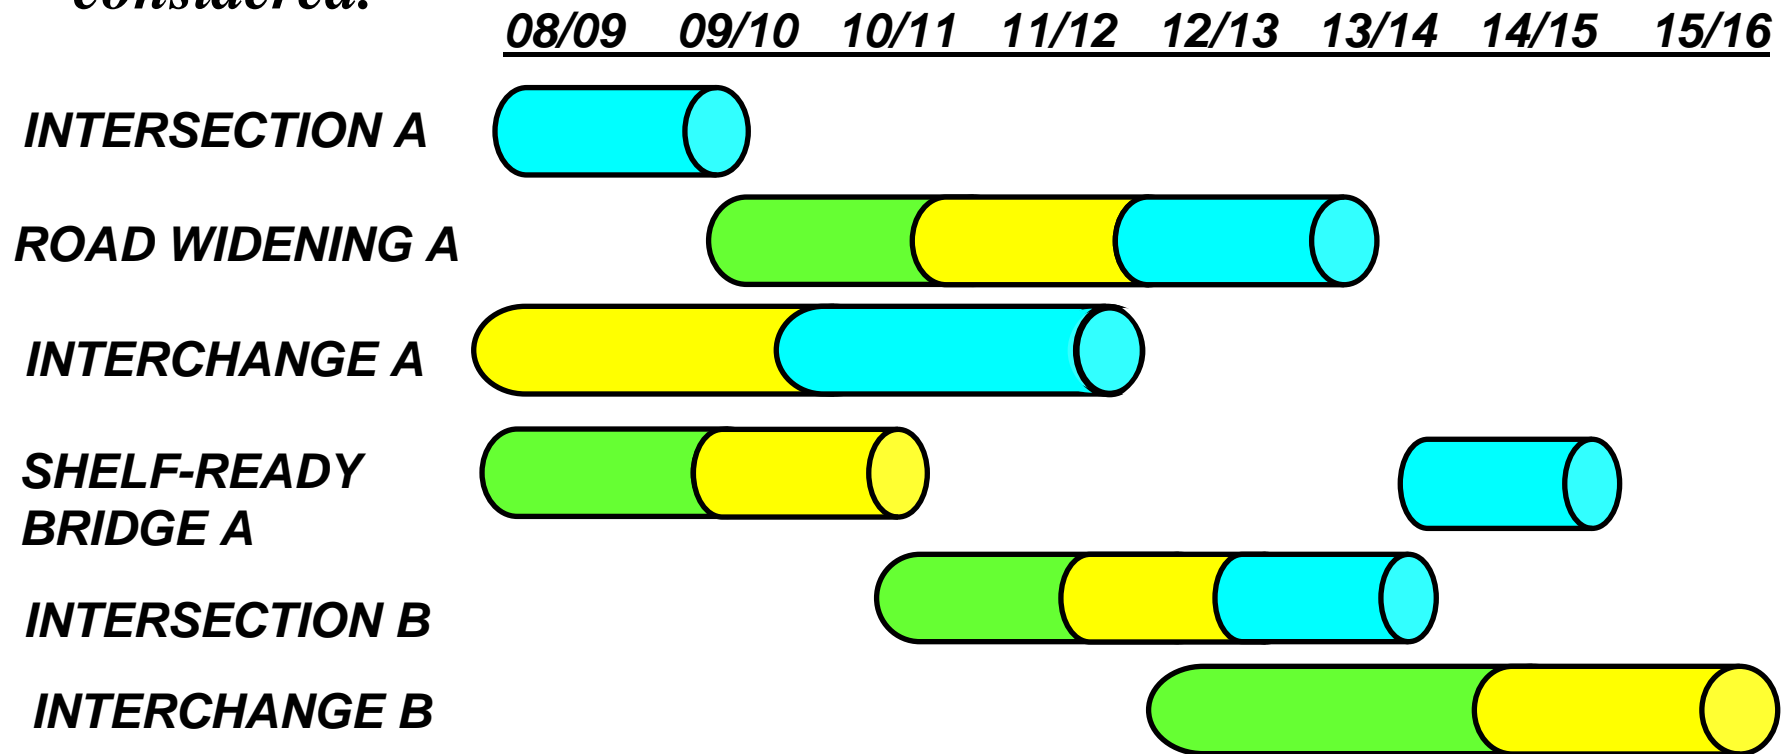 considered.
08/09 09/10 10/11 11/12 12/13 13/14 14/15 15/16
INTERSECTION A
ROAD WIDENING A
INTERCHANGE A
SHELF-READY
BRIDGE A
INTERSECTION B
INTERCHANGE B